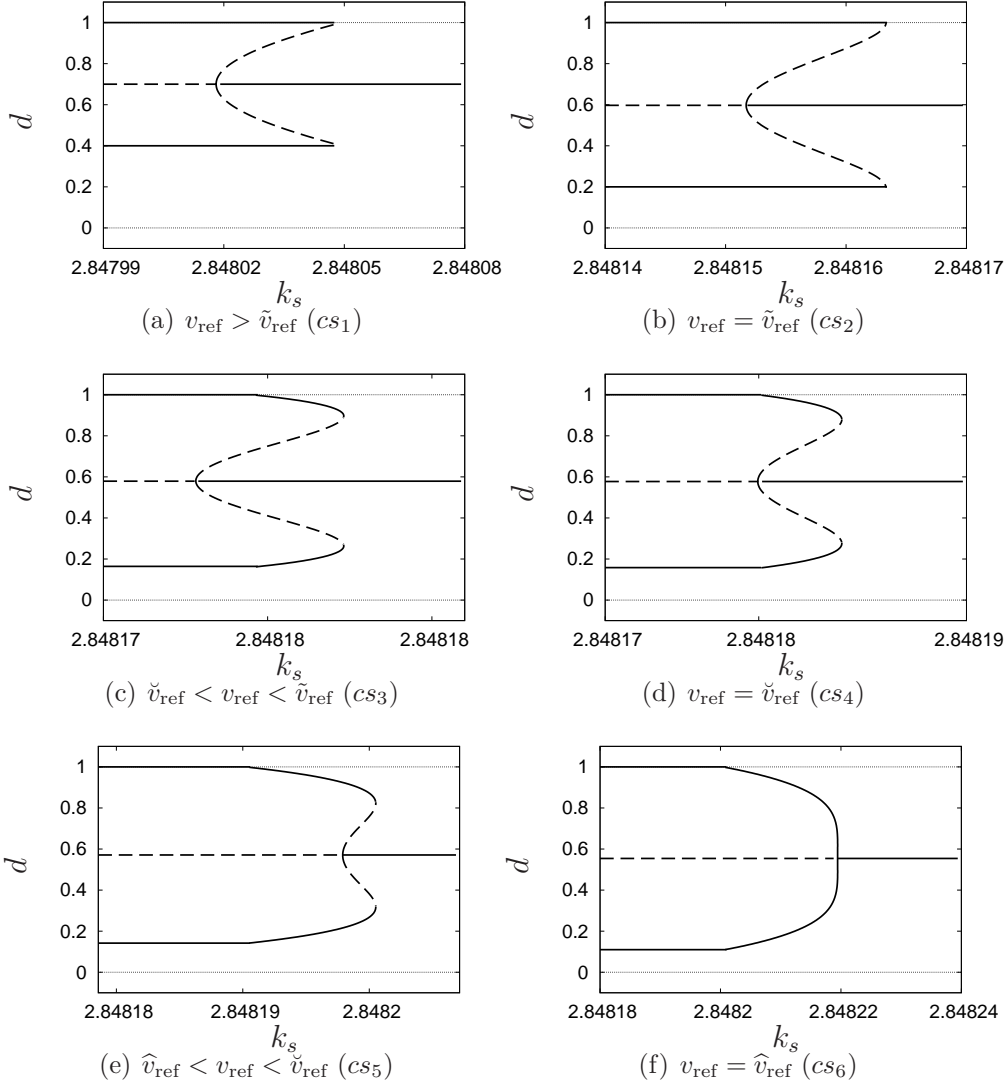 1
0.8
0.6
0.4
0.2
0
d
2.84799 2.84802 2.84805 2.84808
k_s
(a) v_ref > ṽ_ref (cs_1)
1
0.8
0.6
0.4
0.2
0
d
2.84814 2.84815 2.84816 2.84817
k_s
(b) v_ref = ṽ_ref (cs_2)
1
0.8
0.6
0.4
0.2
0
d
2.84817 2.84818 2.84818
k_s
(c) v̆_ref < v_ref < ṽ_ref (cs_3)
1
0.8
0.6
0.4
0.2
0
d
2.84817 2.84818 2.84819
k_s
(d) v_ref = v̆_ref (cs_4)
1
0.8
0.6
0.4
0.2
0
d
2.84818 2.84819 2.8482
k_s
(e) v̂_ref < v_ref < v̆_ref (cs_5)
1
0.8
0.6
0.4
0.2
0
d
2.84818 2.8482 2.84822 2.84824
k_s
(f) v_ref = v̂_ref (cs_6)